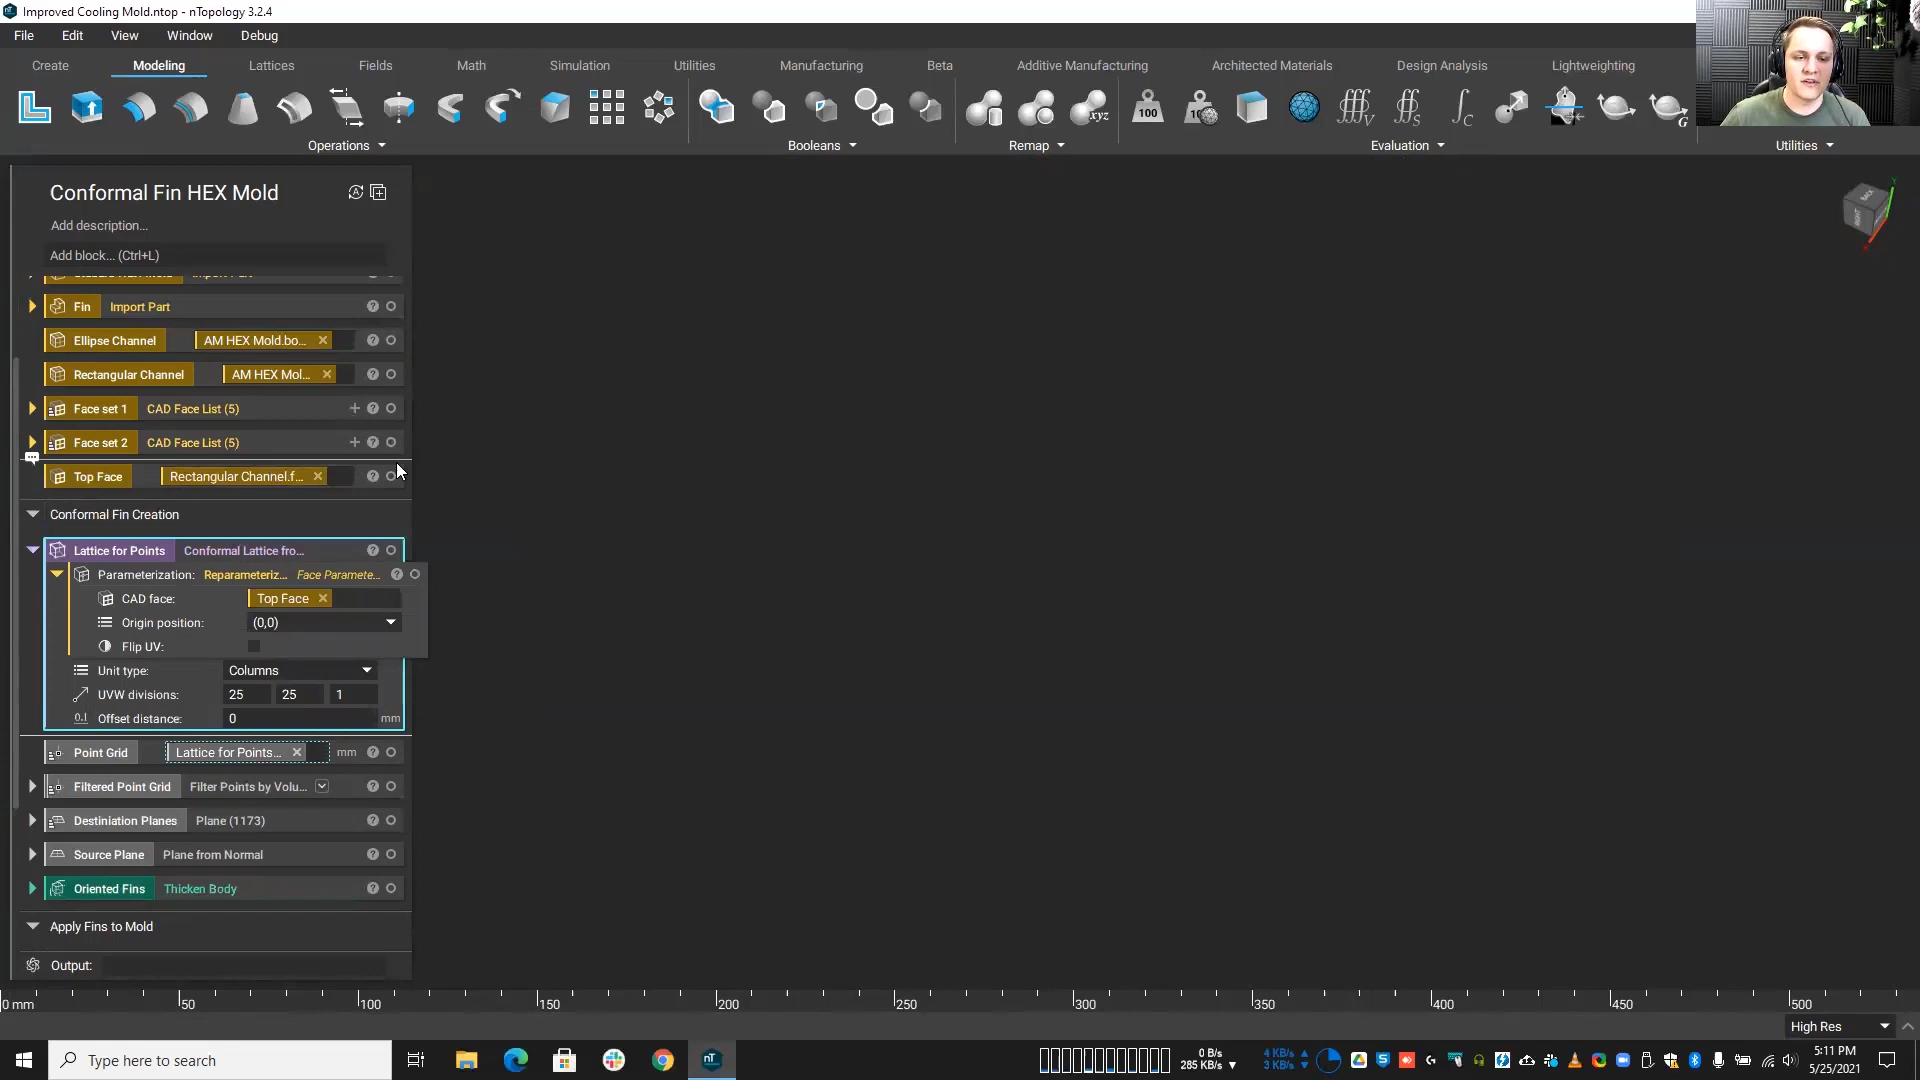 Improved Cooling Mold.ntop - nTopology 3.2.4
File Edit View Window Debug
Create Modeling Lattices Fields Math Simulation Utilities Manufacturing Beta Additive Manufacturing Architected Materials Design Analysis Lightweighting
Operations Booleans Remap Evaluation Utilities
Conformal Fin HEX Mold
Add description...
Add block... (Ctrl+L)
Fin Import Part
Ellipse Channel AM HEX Mold.bo...
Rectangular Channel AM HEX Mol...
Face set 1 CAD Face List (5)
Face set 2 CAD Face List (5)
Top Face Rectangular Channel.f...
Conformal Fin Creation
Lattice for Points Conformal Lattice fro...
Parameterization: Reparameteriz... Face Paramete...
CAD face: Top Face
Origin position: (0,0)
Flip UV:
Unit type: Columns
UVW divisions: 25 25 1
Offset distance: 0 mm
Point Grid Lattice for Points... mm
Filtered Point Grid Filter Points by Volu...
Destiniation Planes Plane (1173)
Source Plane Plane from Normal
Oriented Fins Thicken Body
Apply Fins to Mold
Output:
0 mm 50 100 150 200 250 300 350 400 450 500
High Res
Type here to search
0 B/s
285 KB/s
4 KB/s
3 KB/s
5:11 PM
5/25/2021
BACK
RIGHT